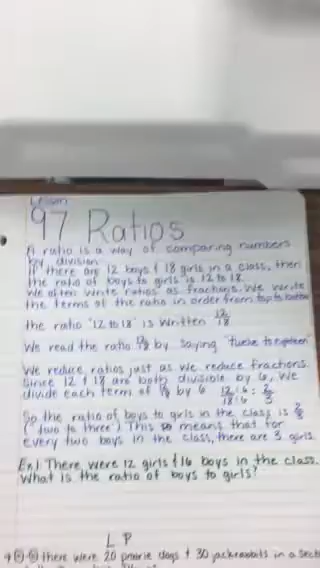 Lesson
97 Ratios
A ratio is a way of comparing numbers
by division.
If there are 12 boys & 18 girls in a class, then
the ratio of boys to girls is 12 to 18.
We often write ratios as fractions. We write
the terms of the ratio in order from top to bottom
the ratio "12 to 18" is written 12/18
We read the ratio 12/18 by saying "twelve to eighteen"
We reduce ratios just as we reduce fractions.
Since 12 & 18 are both divisible by 6, we
divide each term of 12/18 by 6 12÷6/18÷6 = 2/3
So the ratio of boys to girls in the class is 2/3
("two to three") This means that for
every two boys in the class, there are 3 girls.
Ex1 There were 12 girls & 16 boys in the class.
What is the ratio of boys to girls?
L P
there were 20 prairie dogs & 30 jackrabbits in a